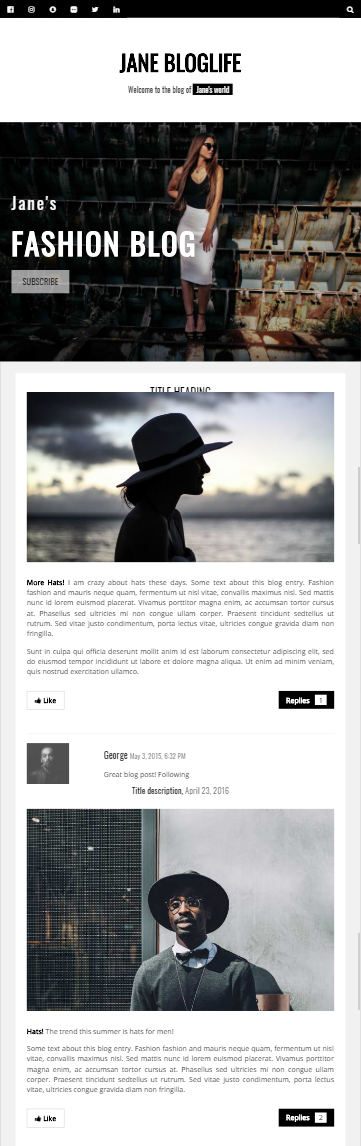 JANE BLOGLIFE
Welcome to the blog of Jane's world
Jane's
FASHION BLOG
SUBSCRIBE
TITLE HEADING
More Hats! I am crazy about hats these days. Some text about this blog entry. Fashion
fashion and mauris neque quam, fermentum ut nisl vitae, convallis maximus nisl. Sed mattis
nunc id lorem euismod placerat. Vivamus porttitor magna enim, ac accumsan tortor cursus
at. Phasellus sed ultricies mi non congue ullam corper. Praesent tincidunt sedtellus ut
rutrum. Sed vitae justo condimentum, porta lectus vitae, ultricies congue gravida diam non
fringilla.
Sunt in culpa qui officia deserunt mollit anim id est laborum consectetur adipiscing elit, sed
do eiusmod tempor incididunt ut labore et dolore magna aliqua. Ut enim ad minim veniam,
quis nostrud exercitation ullamco.
Like
Replies 1
George May 3, 2015, 6:32 PM
Great blog post! Following
Title description, April 23, 2016
Hats! The trend this summer is hats for men!
Some text about this blog entry. Fashion fashion and mauris neque quam, fermentum ut nisl
vitae, convallis maximus nisl. Sed mattis nunc id lorem euismod placerat. Vivamus porttitor
magna enim, ac accumsan tortor cursus at. Phasellus sed ultricies mi non congue ullam
corper. Praesent tincidunt sedtellus ut rutrum. Sed vitae justo condimentum, porta lectus
vitae, ultricies congue gravida diam non fringilla.
Like
Replies 2